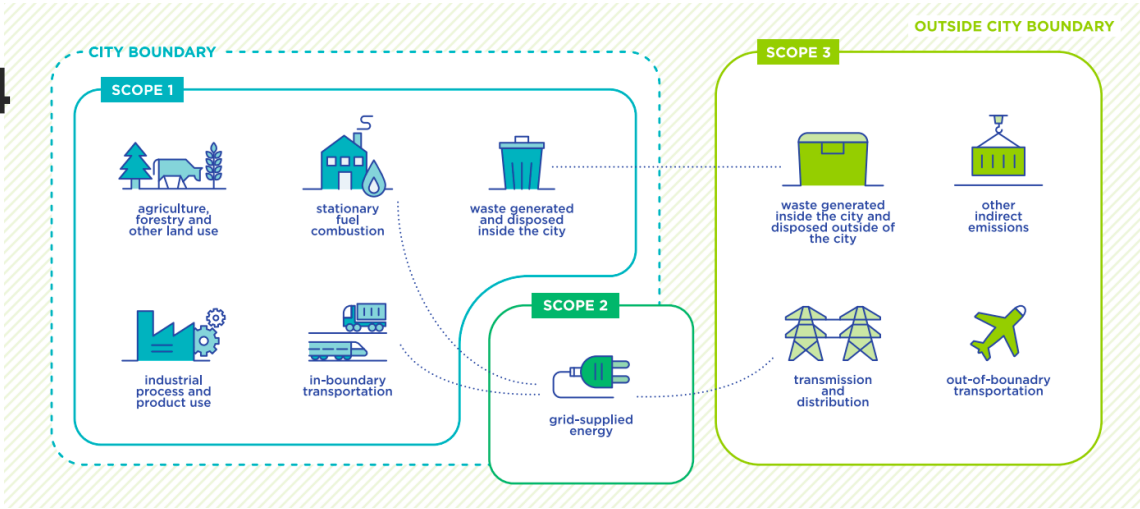 4
OUTSIDE CITY BOUNDARY
CITY BOUNDARY
SCOPE 1
SCOPE 3
agriculture,
forestry and
other land use
stationary
fuel
combustion
waste generated
and disposed
inside the city
waste generated
inside the city and
disposed outside of
the city
other
indirect
emissions
SCOPE 2
industrial
process and
product use
in-boundary
transportation
grid-supplied
energy
transmission
and
distribution
out-of-bounadry
transportation